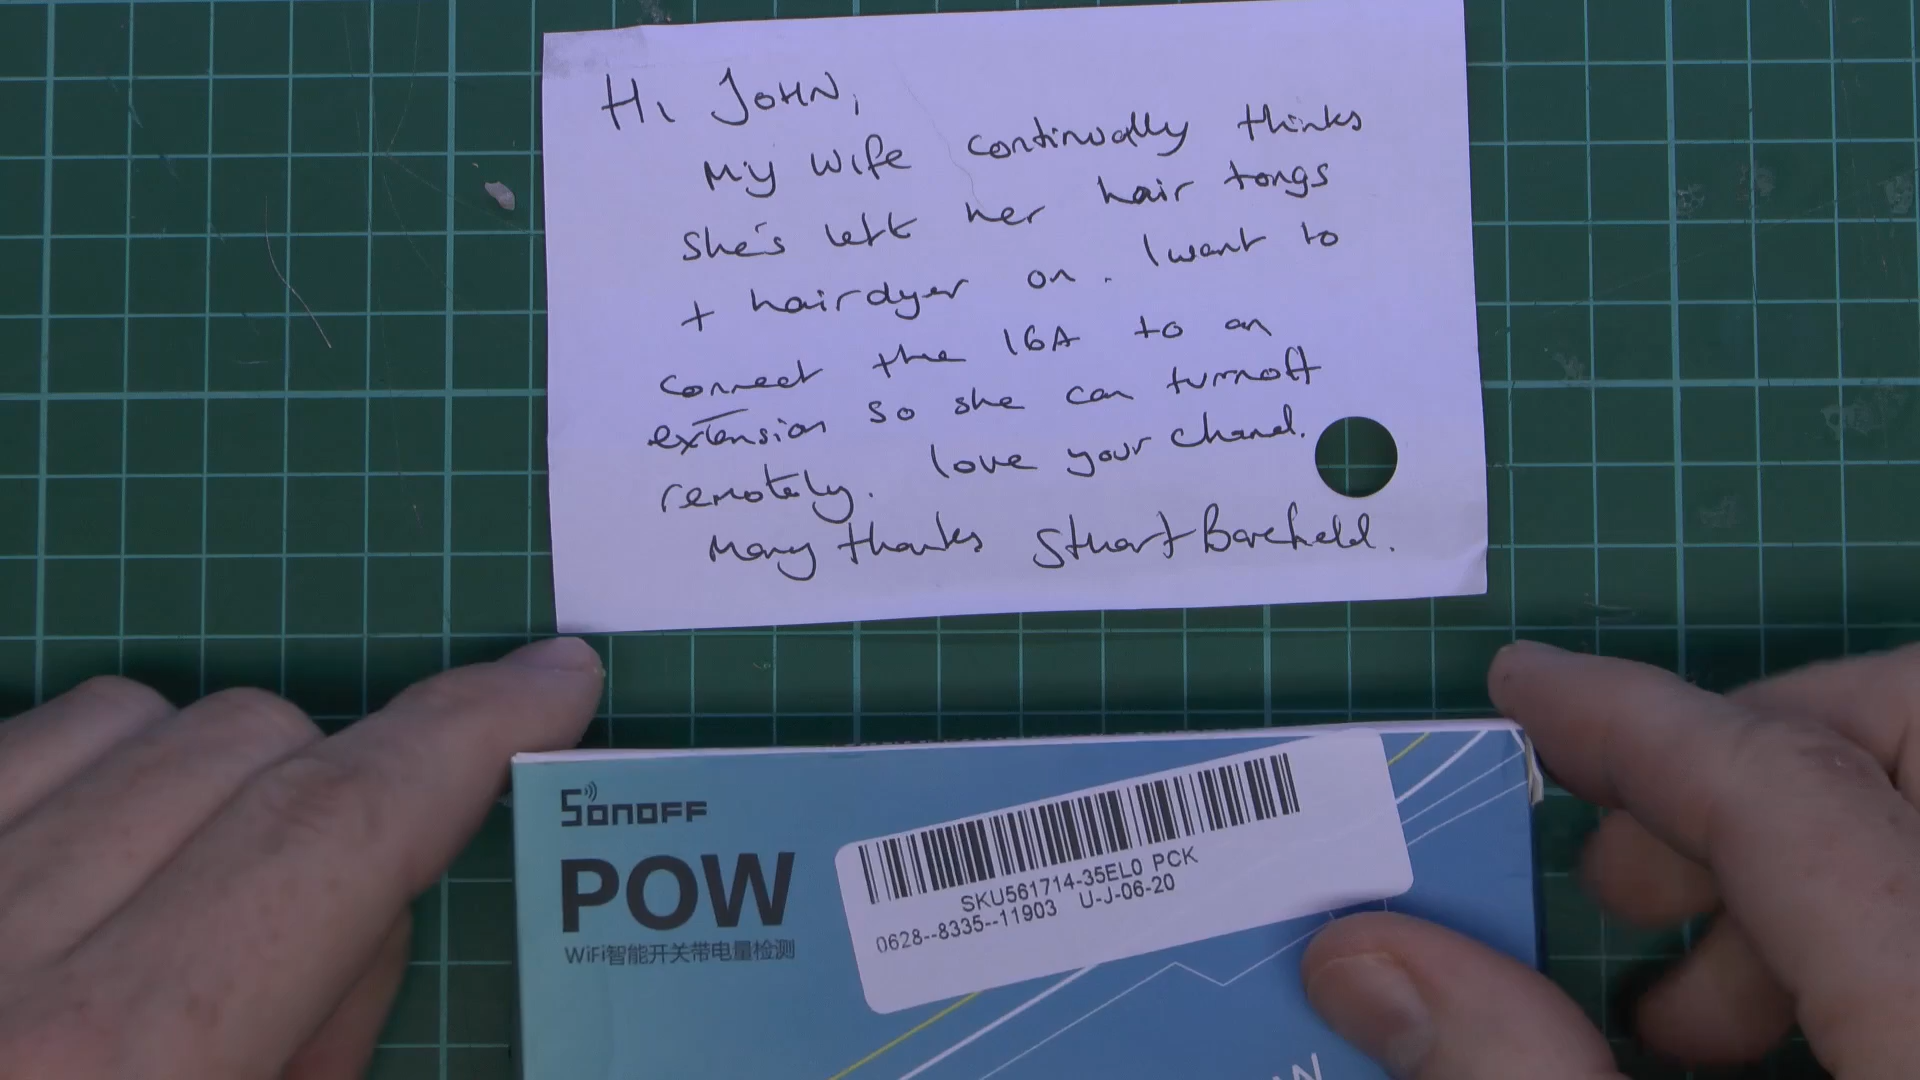 Hi JOHN,
My wife continually thinks
She's left her hair tongs
+ hairdyer on. I want to
connect the 16A to an
extension so she can turnoff
remotely. love your chanel.
Many thanks Stuart Barefield.
SONOFF
POW
WiFi智能开关带电量检测
SKU561714-35EL0 PCK
0628--8335--11903 U-J-06-20